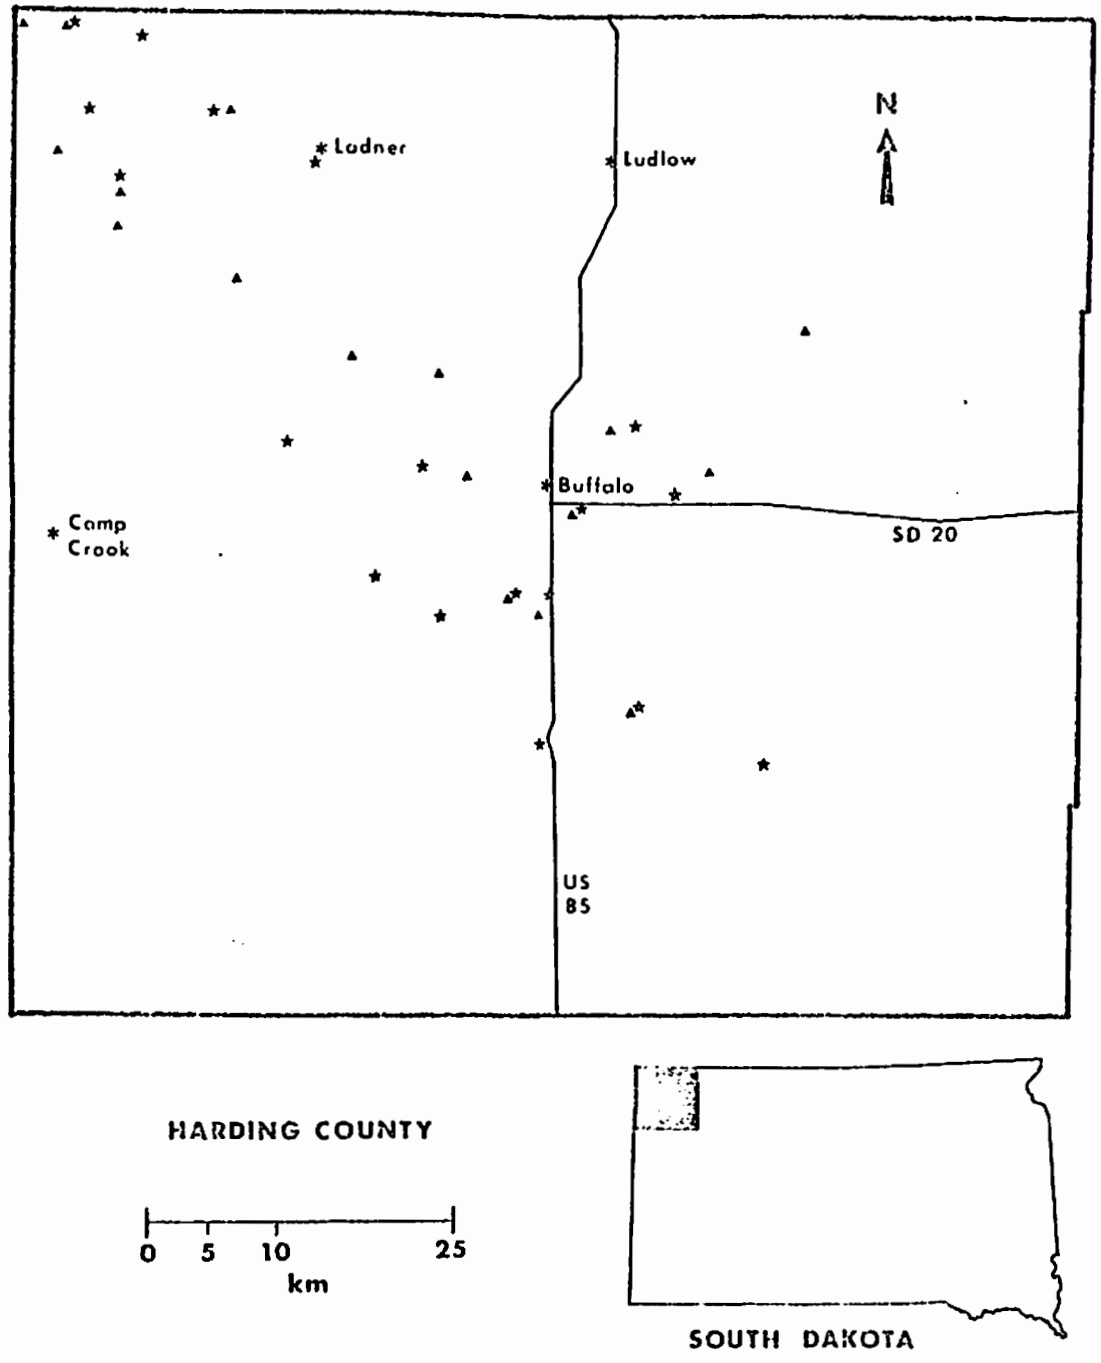 N
Ladner
Ludlow
Buffalo
Camp
Crook
SD 20
US
85
HARDING COUNTY
0 5 10 25
km
SOUTH DAKOTA